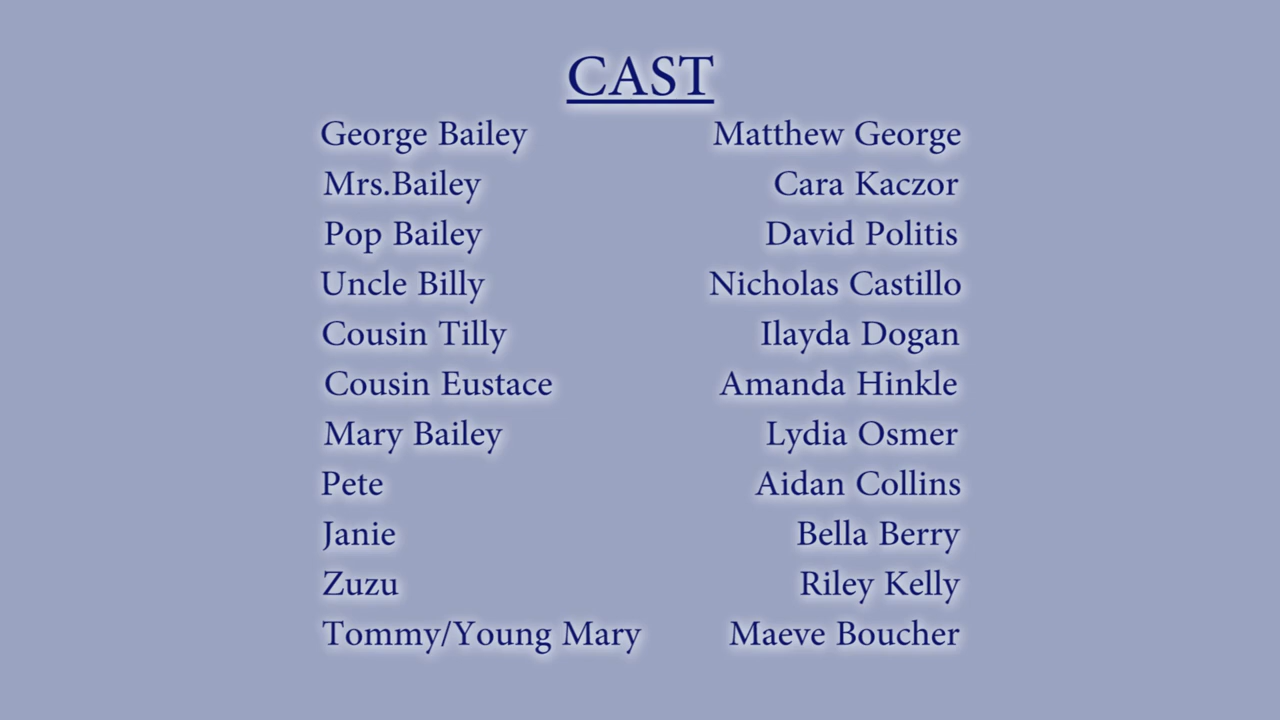 CAST
George Bailey Matthew George
Mrs.Bailey Cara Kaczor
Pop Bailey David Politis
Uncle Billy Nicholas Castillo
Cousin Tilly Ilayda Dogan
Cousin Eustace Amanda Hinkle
Mary Bailey Lydia Osmer
Pete Aidan Collins
Janie Bella Berry
Zuzu Riley Kelly
Tommy/Young Mary Maeve Boucher